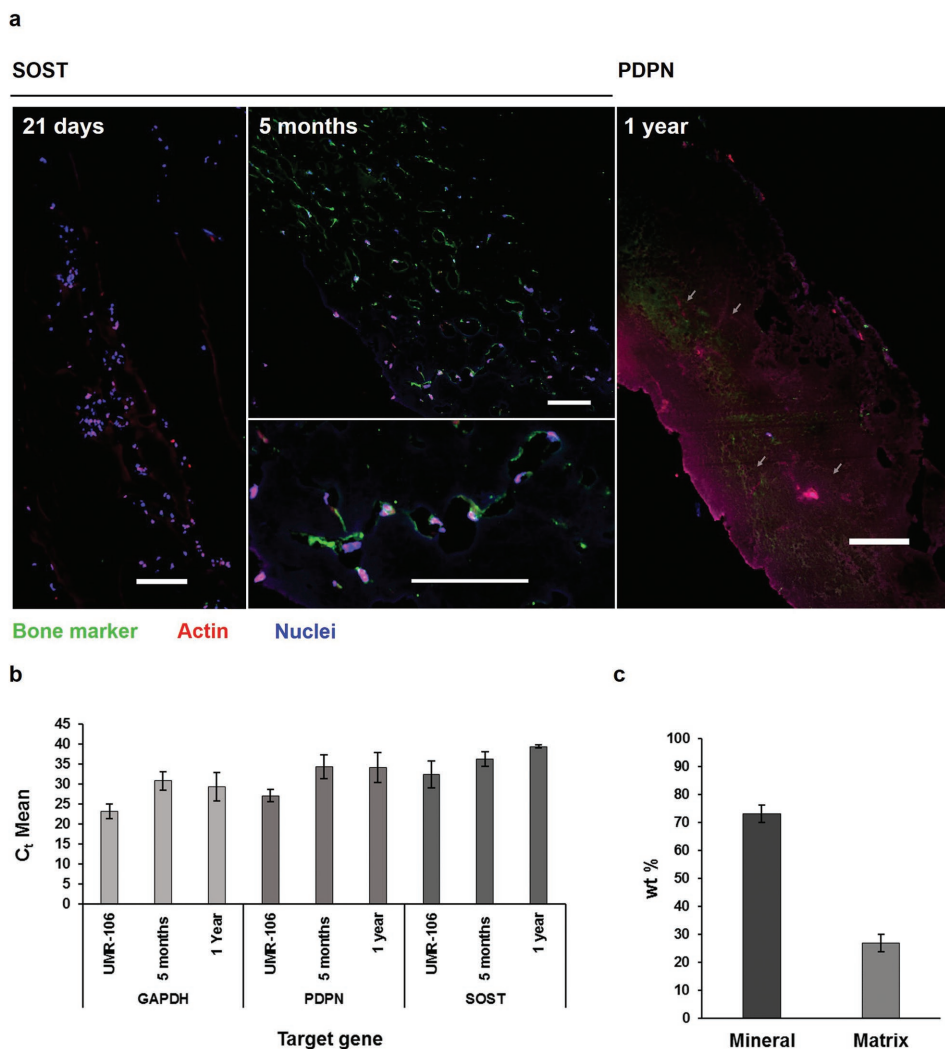 a
SOST PDPN
21 days 5 months 1 year
Bone marker Actin Nuclei
b
45
40
35
30
25
20
15
10
5
0
Ct Mean
UMR-106 5 months 1 Year UMR-106 5 months 1 year UMR-106 5 months 1 year
GAPDH PDPN SOST
Target gene
c
100
90
80
70
60
50
40
30
20
10
0
wt %
Mineral Matrix